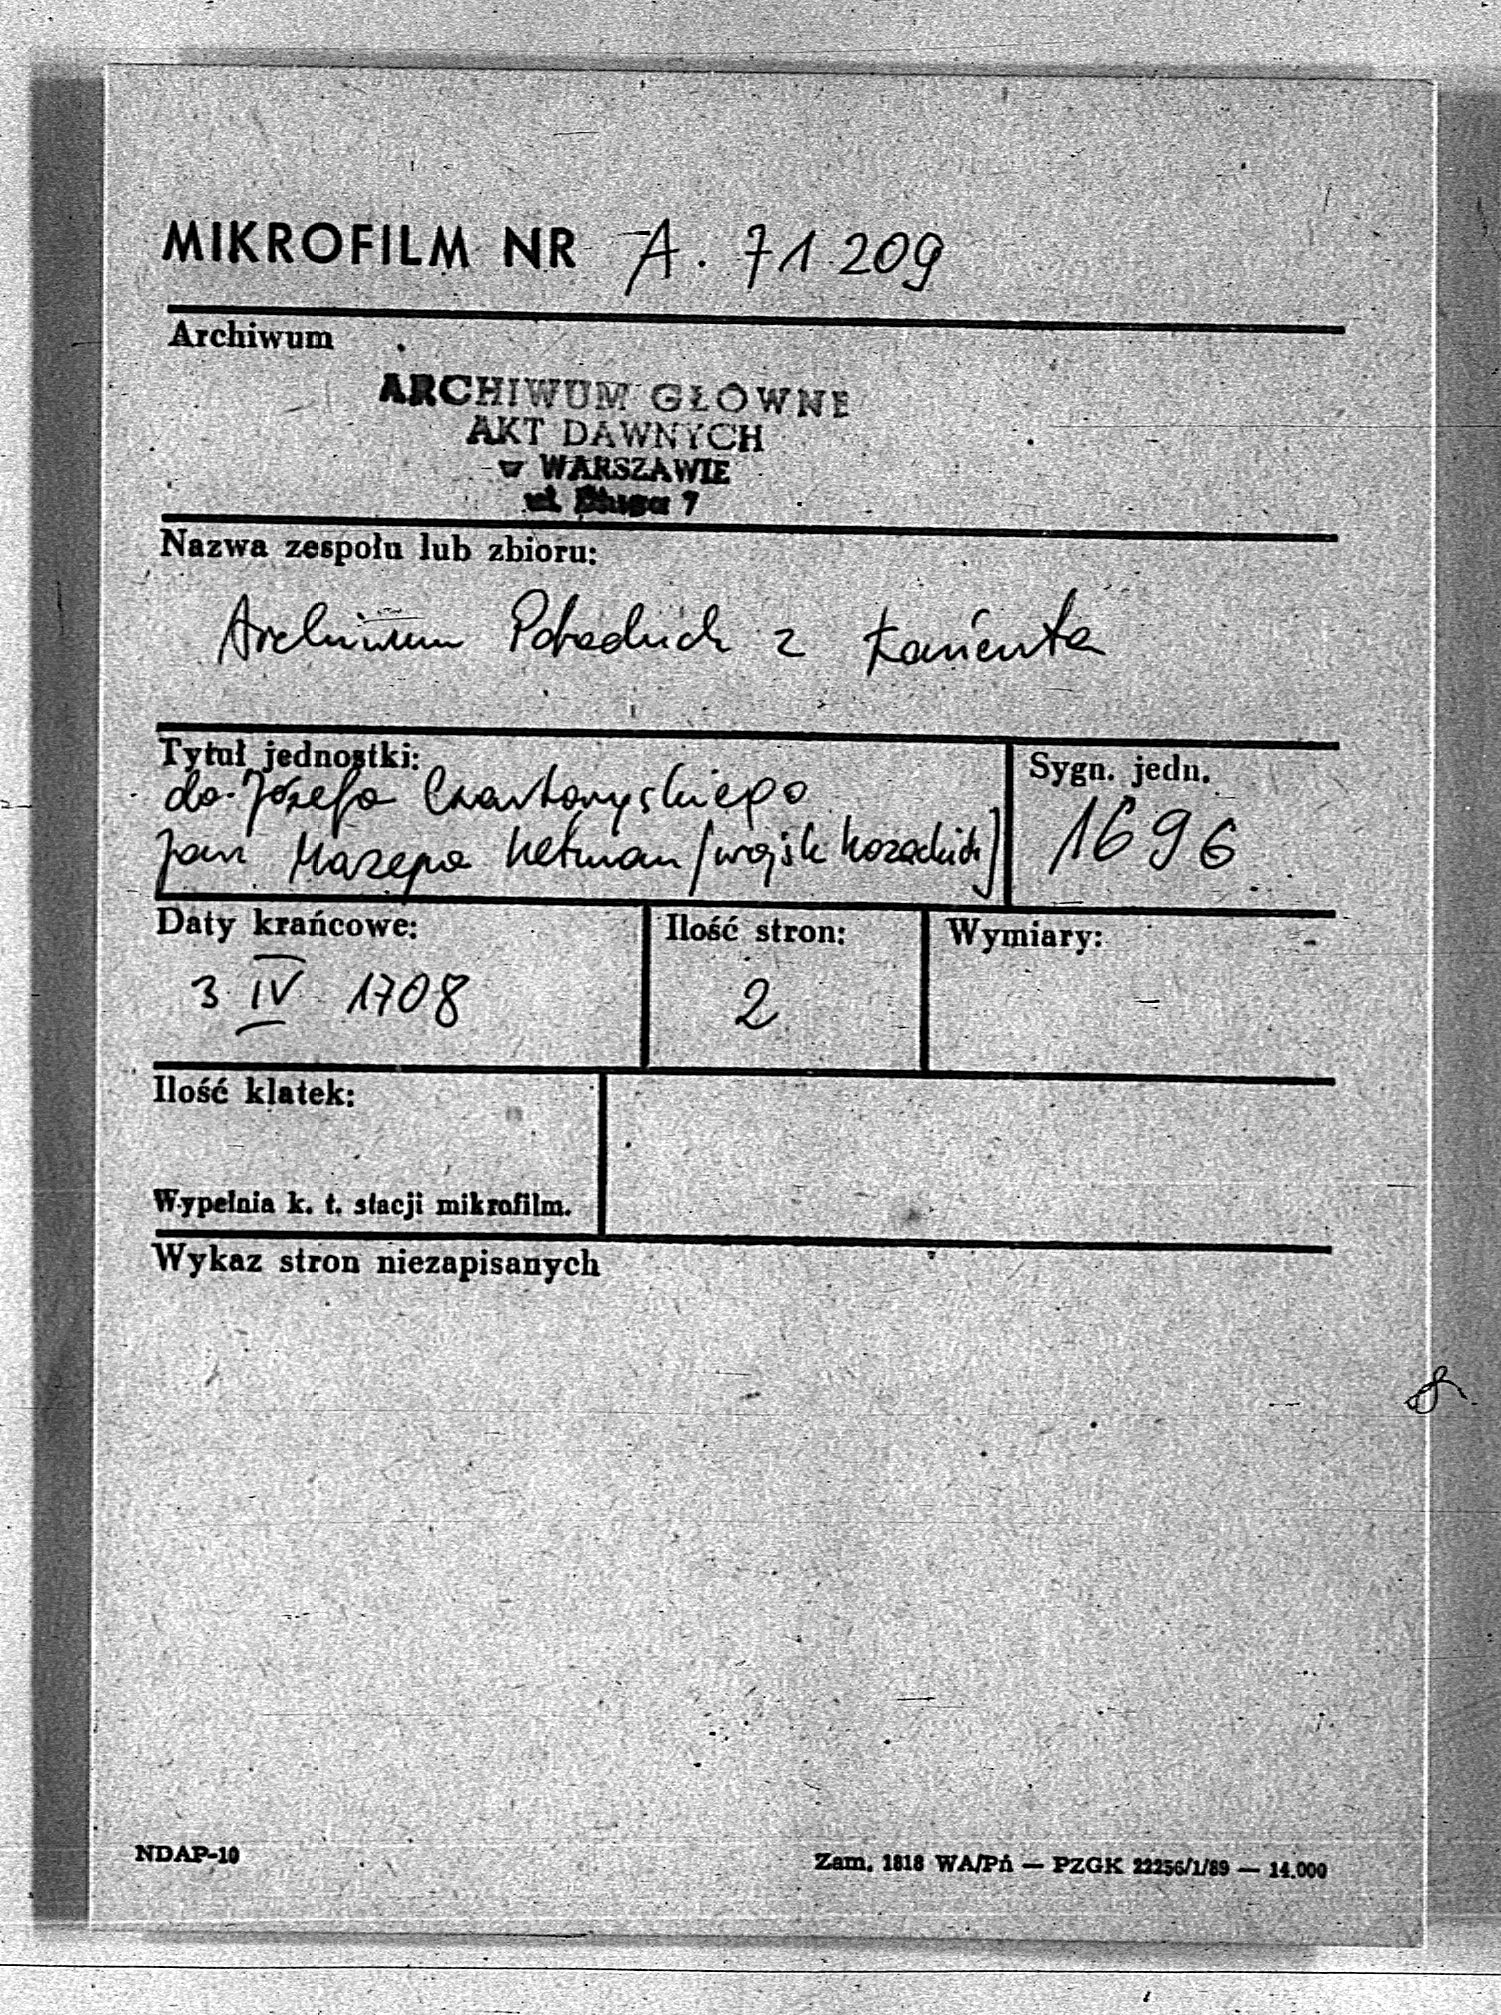 MIKROFILM NR A. 71 209
Archiwum
ARCHIWUM GŁÓWNE
AKT DAWNYCH
w WARSZAWIE
ul. Długa 7
Nazwa zespołu lub zbioru:
Archiwum Potockich z Łańcuta
Tytuł jednostki:
do Józefa Czartoryskiego
Jan Mazepa hetman [wojsk kozackich]
Sygn. jedn.
1696
Daty krańcowe:
3 IV 1708
Ilość stron:
2
Wymiary:
Ilość klatek:
Wypełnia k. t. stacji mikrofilm.
Wykaz stron niezapisanych
NDAP-10
Zam. 1818 WA/Pń — PZGK 22256/1/89 — 14.000